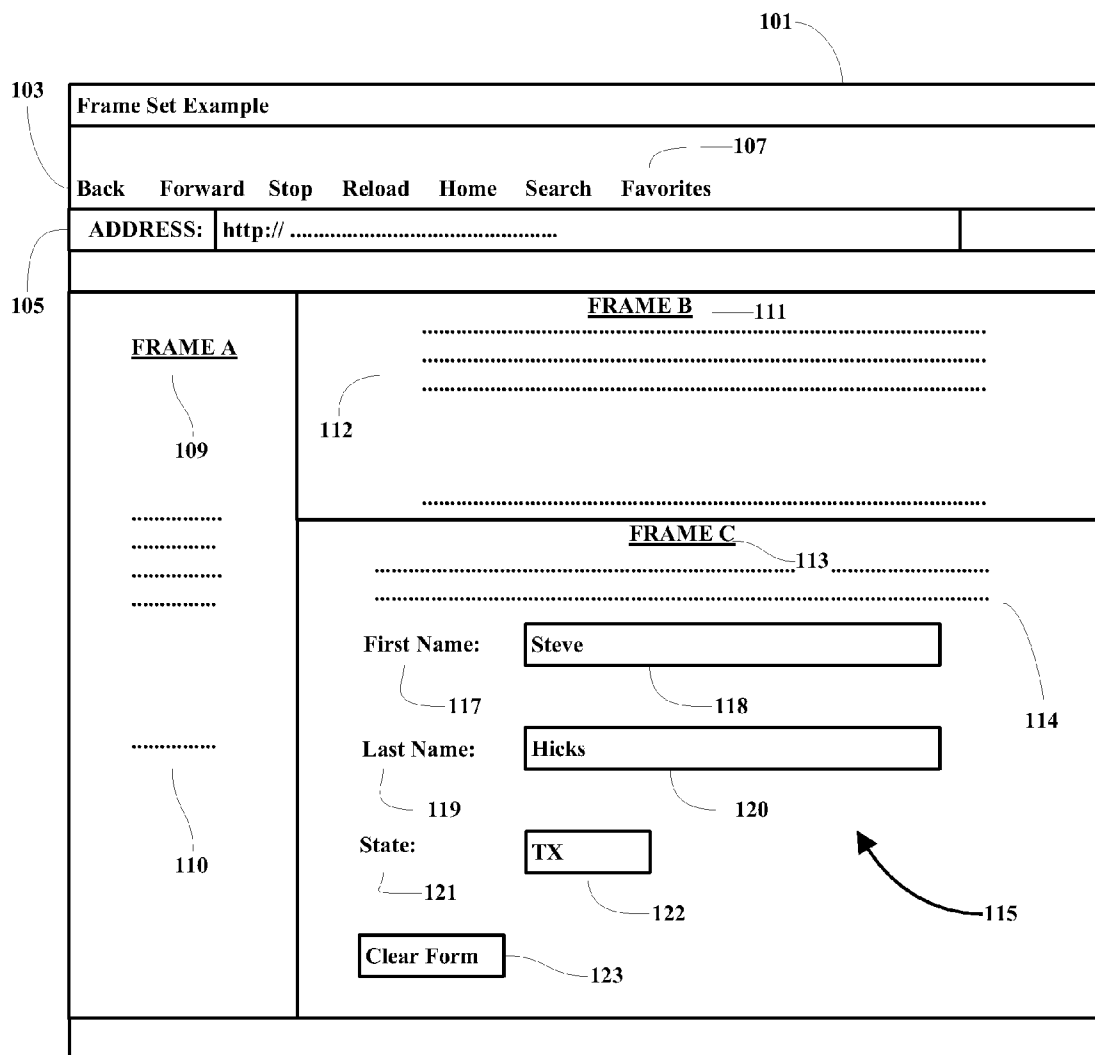 101
103
Frame Set Example
107
Back Forward Stop Reload Home Search Favorites
ADDRESS: http:// ..............................................
105
FRAME B 111
FRAME A
112
109
FRAME C
113
First Name: Steve
117 118 114
Last Name: Hicks
119 120
State: TX
110 121 122 115
Clear Form 123